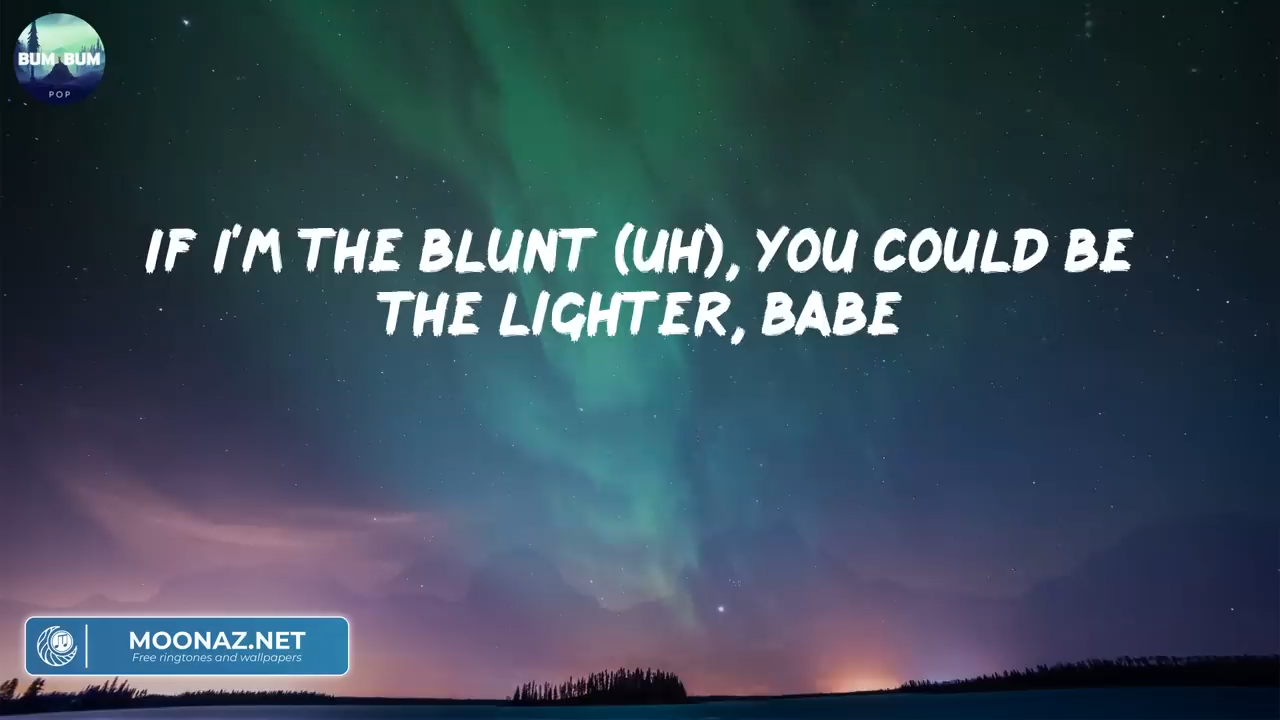 BUM BUM
POP
IF I'M THE BLUNT (UH), YOU COULD BE
THE LIGHTER, BABE
MOONAZ.NET
Free ringtones and wallpapers